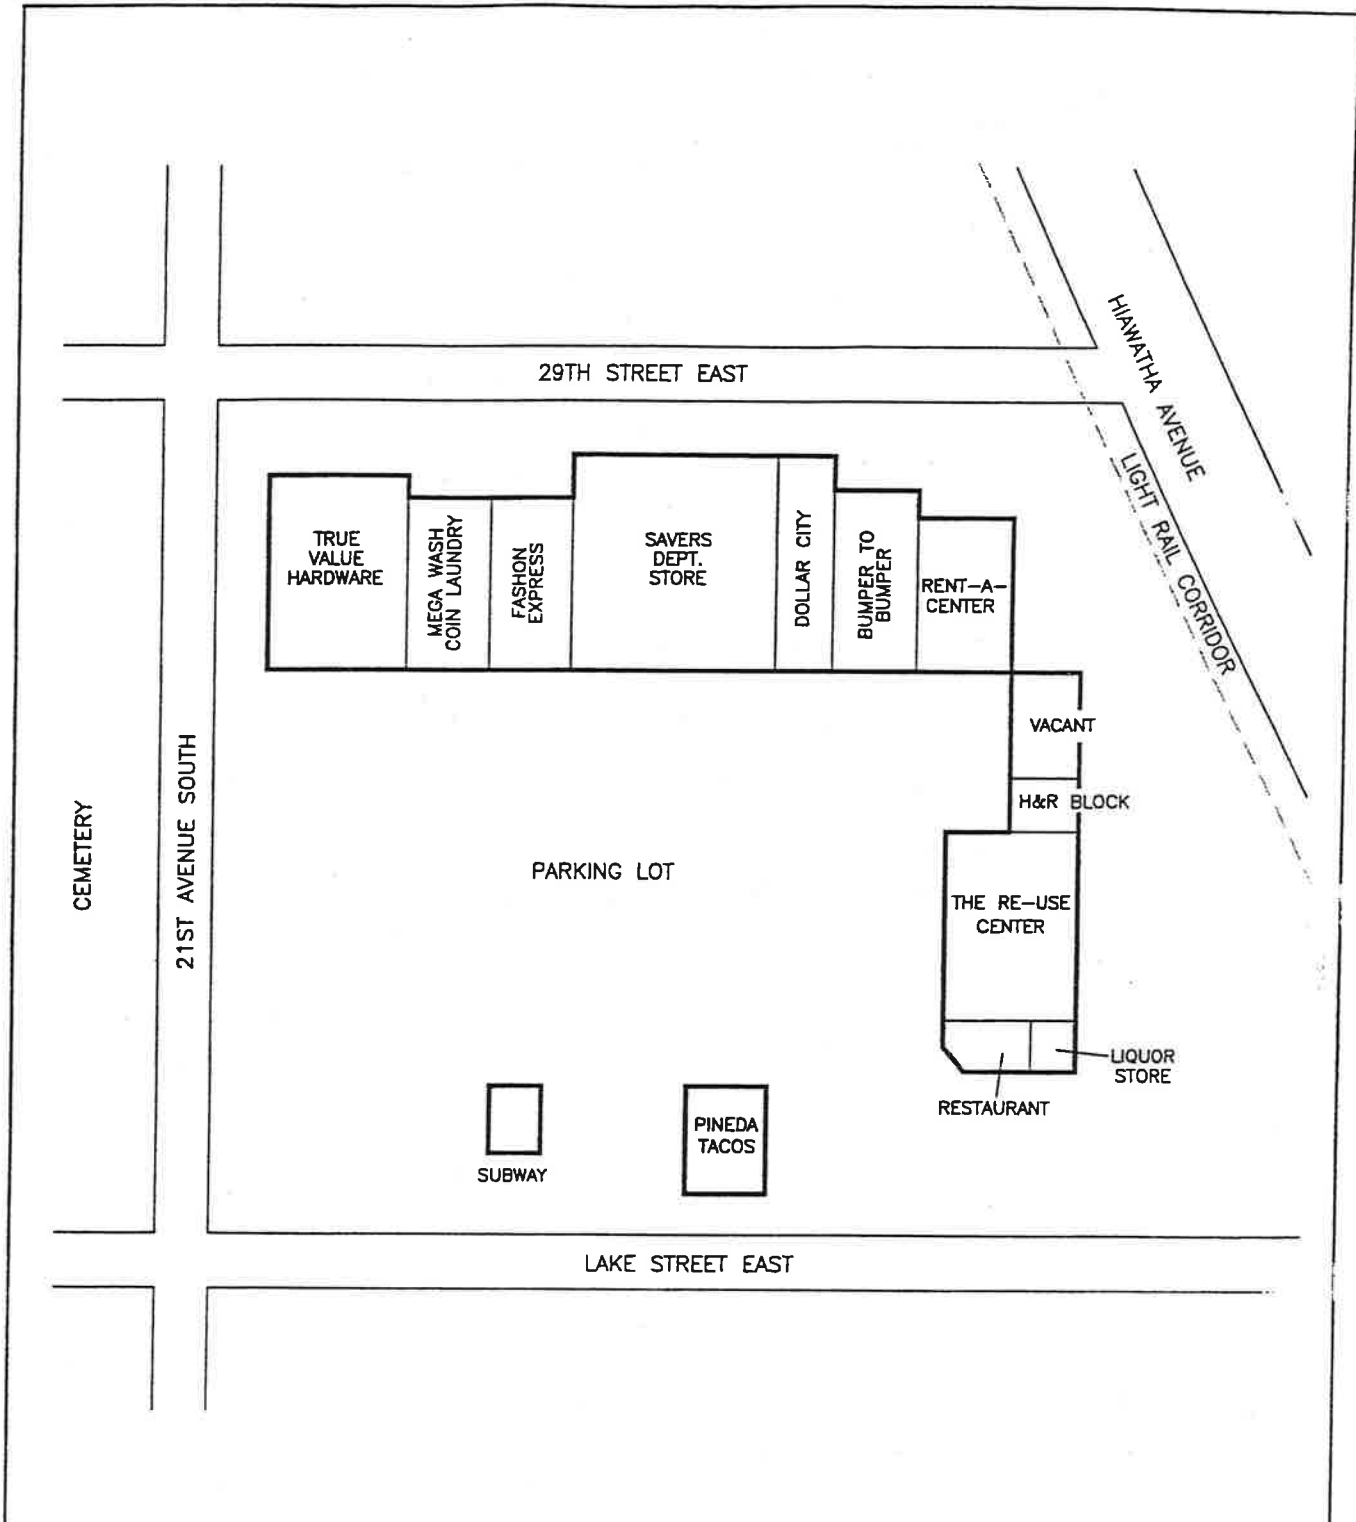 29TH STREET EAST
HIAWATHA AVENUE
LIGHT RAIL CORRIDOR
TRUE
VALUE
HARDWARE
MEGA WASH
COIN LAUNDRY
FASHON
EXPRESS
SAVERS
DEPT.
STORE
DOLLAR CITY
BUMPER TO
BUMPER
RENT-A-
CENTER
VACANT
H&R BLOCK
CEMETERY
21ST AVENUE SOUTH
PARKING LOT
THE RE-USE
CENTER
LIQUOR
STORE
RESTAURANT
PINEDA
TACOS
SUBWAY
LAKE STREET EAST